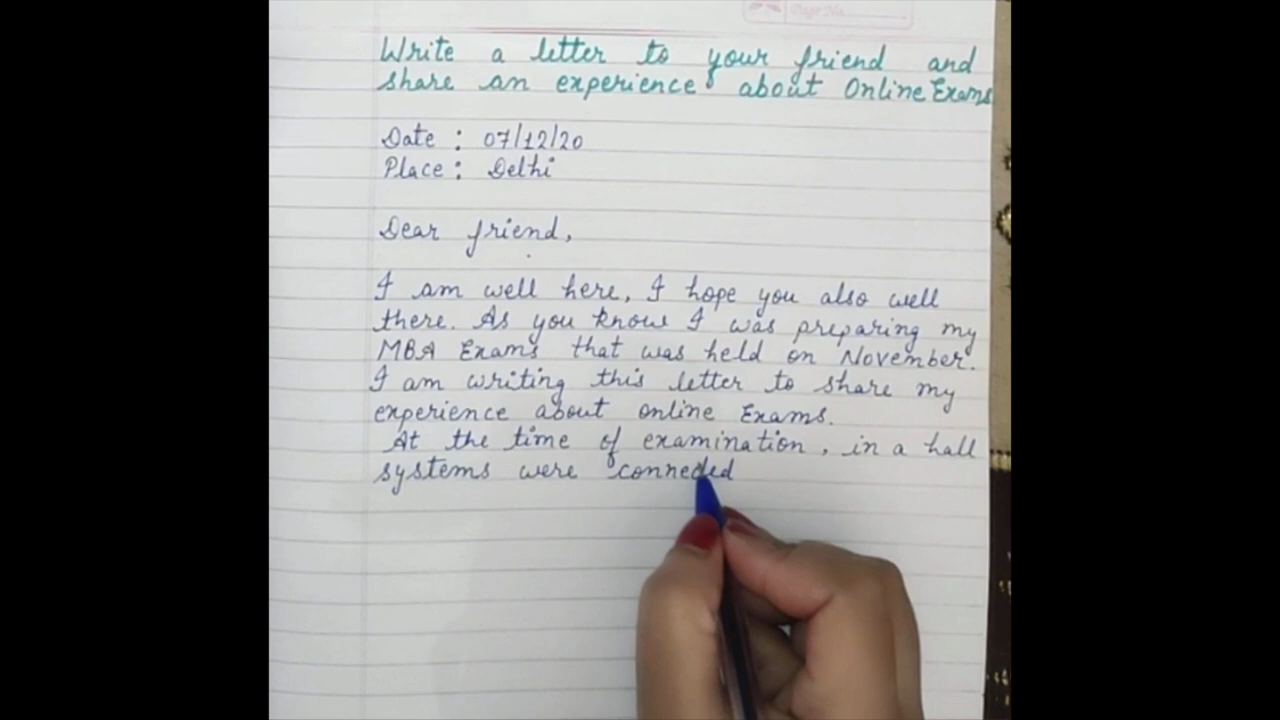 Page No.
Write a letter to your friend and
share an experience about Online Exams
Date : 07/12/20
Place : Delhi
Dear friend,
I am well here, I hope you also well
there. As you know I was preparing my
MBA Exams that was held on November.
I am writing this letter to share my
experience about online Exams.
At the time of examination, in a hall
systems were connected